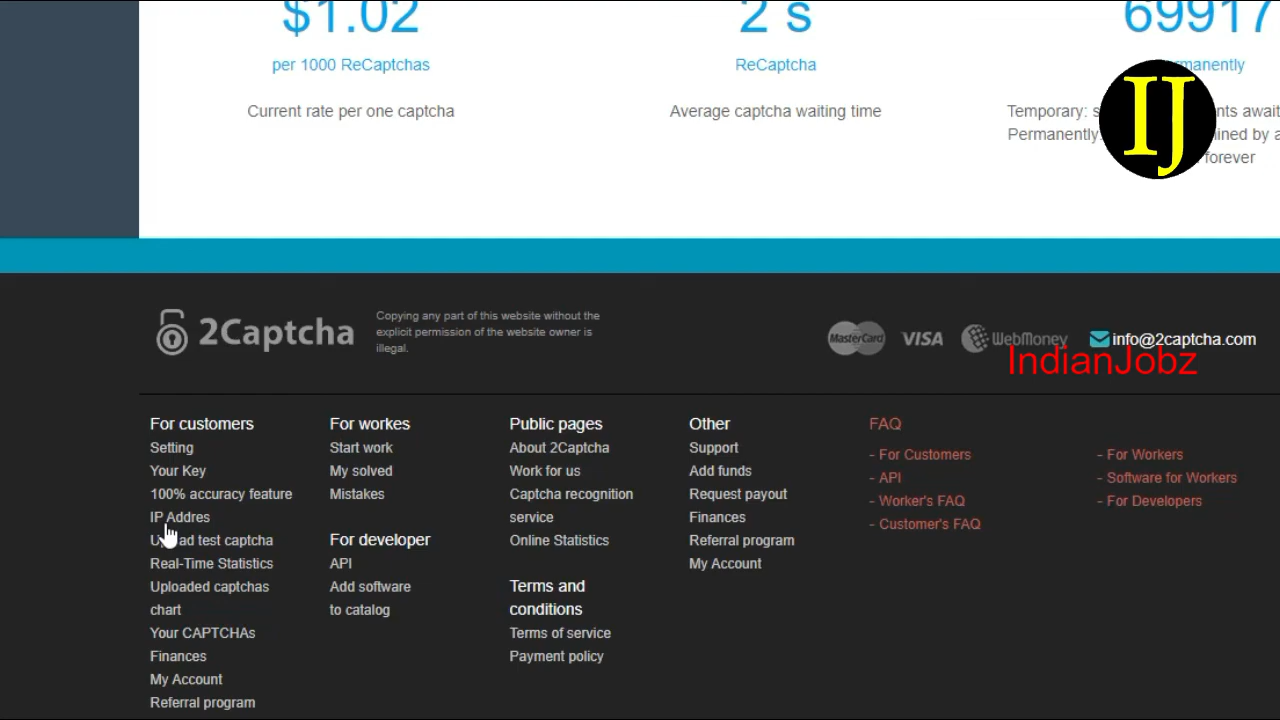 $1.02
2 s
69917
per 1000 ReCaptchas
ReCaptcha
Current rate per one captcha
Average captcha waiting time
Temporary:
Permanently:
forever
IJ
2Captcha
Copying any part of this website without the
explicit permission of the website owner is
illegal.
MasterCard
VISA
WebMoney
info@2captcha.com
IndianJobz
For customers
Setting
Your Key
100% accuracy feature
IP Addres
test captcha
Real-Time Statistics
Uploaded captchas
chart
Your CAPTCHAs
Finances
My Account
Referral program
For workes
Start work
My solved
Mistakes
For developer
API
Add software
to catalog
Public pages
About 2Captcha
Work for us
Captcha recognition
service
Online Statistics
Terms and
conditions
Terms of service
Payment policy
Other
Support
Add funds
Request payout
Finances
Referral program
My Account
FAQ
- For Customers
- API
- Worker's FAQ
- Customer's FAQ
- For Workers
- Software for Workers
- For Developers